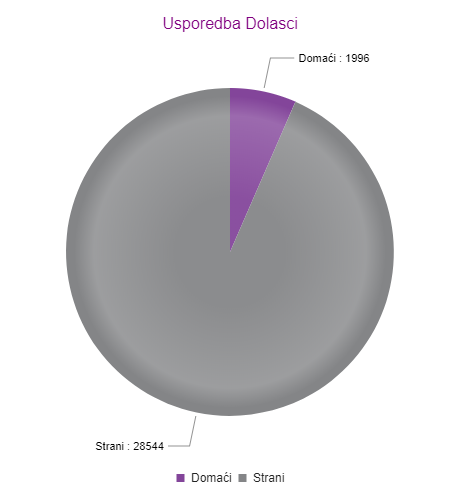 Usporedba Dolasci
Domaći : 1996
Strani : 28544
Domaći
Strani